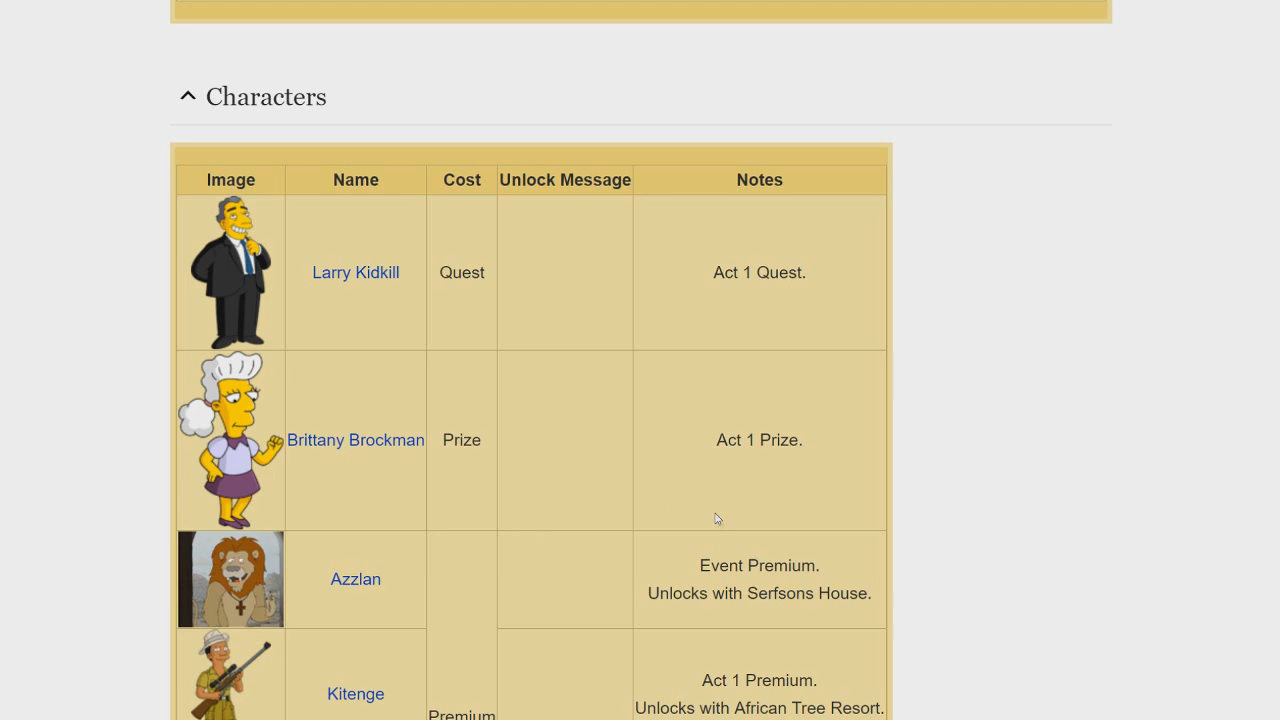 Characters
Image Name Cost Unlock Message Notes
Larry Kidkill Quest Act 1 Quest.
Brittany Brockman Prize Act 1 Prize.
Azzlan Event Premium.
Unlocks with Serfsons House.
Kitenge Act 1 Premium.
Unlocks with African Tree Resort.
Premium